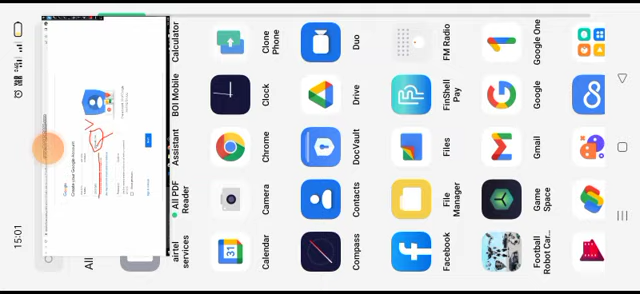 15:01
All
Google
Create your Google Account
airtel services
All PDF Reader
Assistant
BOI Mobile
Calculator
31
Calendar
Camera
Chrome
Clock
Clone Phone
Compass
Contacts
DocVault
Drive
Duo
Facebook
File Manager
Files
FinShell Pay
FM Radio
Football Robot Car...
Game Space
Gmail
Google
Google One